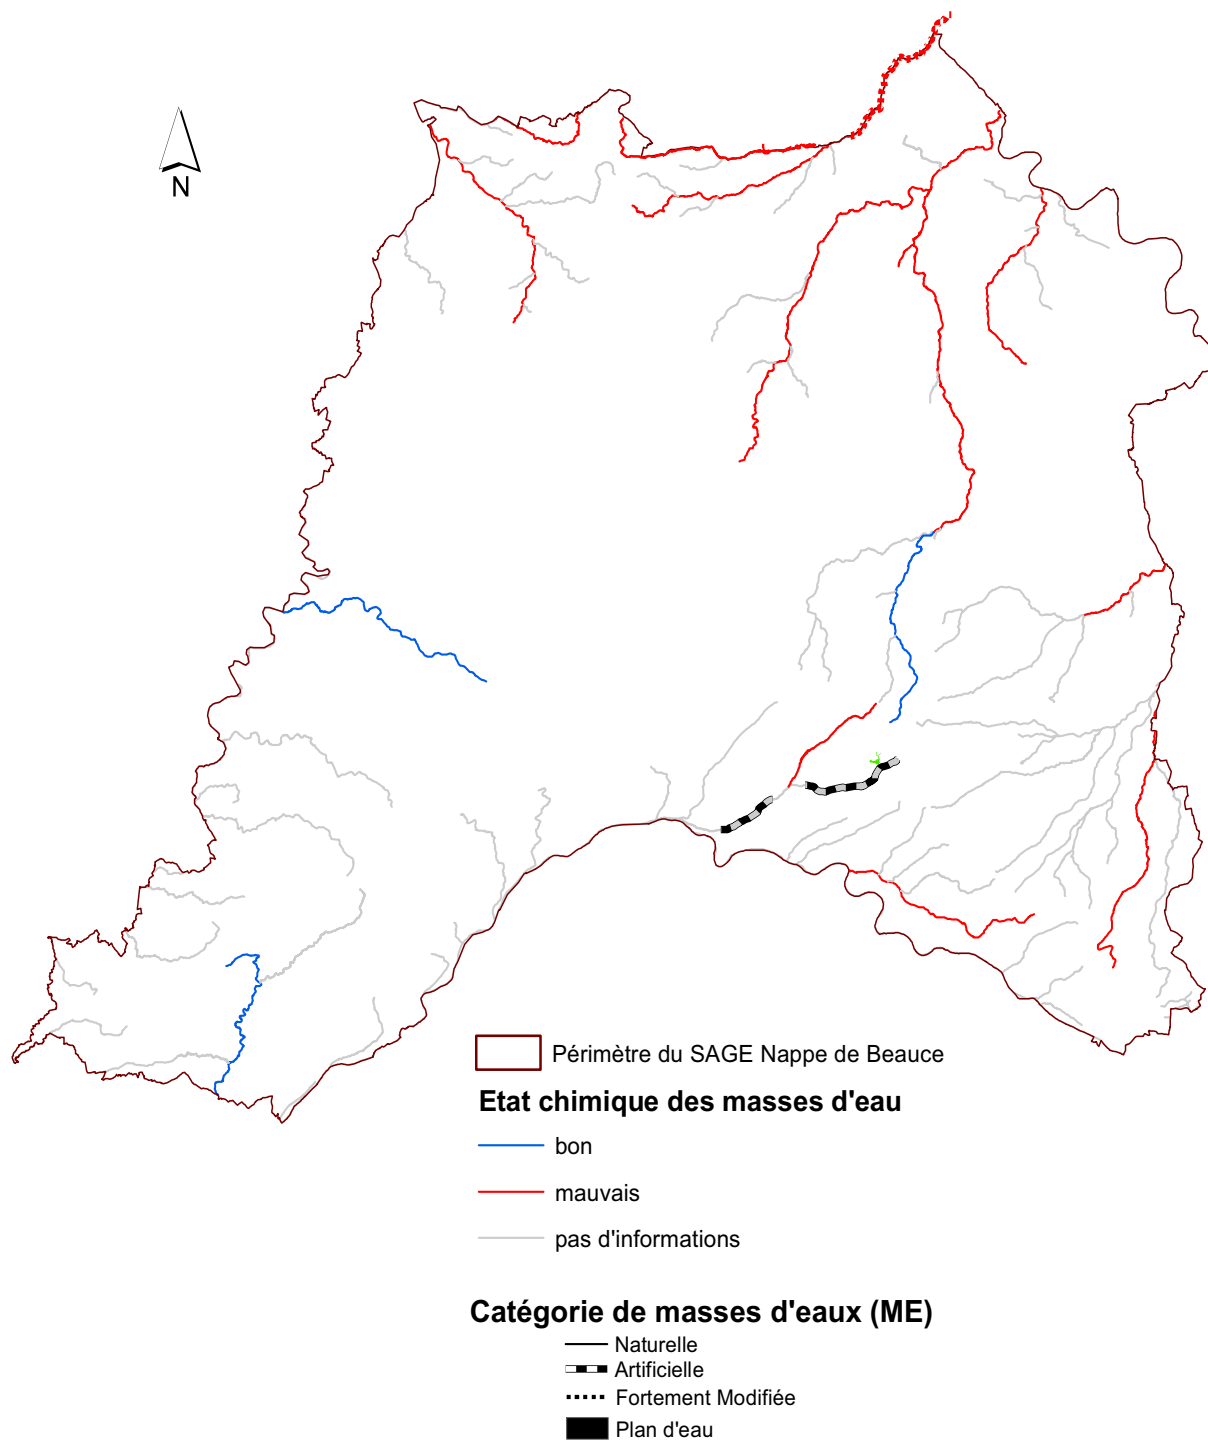 N
Périmètre du SAGE Nappe de Beauce
Etat chimique des masses d'eau
bon
mauvais
pas d'informations
Catégorie de masses d'eaux (ME)
Naturelle
Artificielle
Fortement Modifiée
Plan d'eau